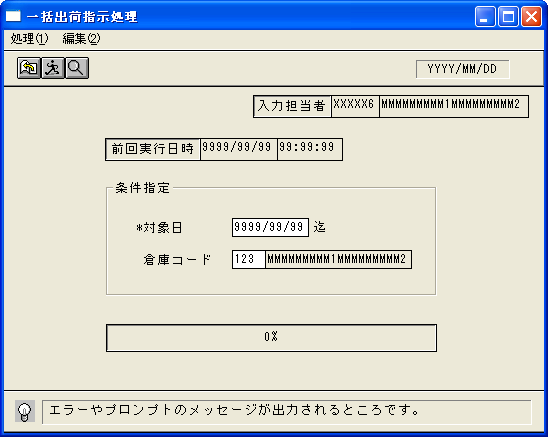 一括出荷指示処理
処理(1) 編集(2)
YYYY/MM/DD
入力担当者 XXXXX6 MMMMMMMMM1MMMMMMMMM2
前回実行日時 9999/99/99 99:99:99
条件指定
*対象日 9999/99/99 迄
倉庫コード 123 MMMMMMMMM1MMMMMMMMM2
0%
エラーやプロンプトのメッセージが出力されるところです。